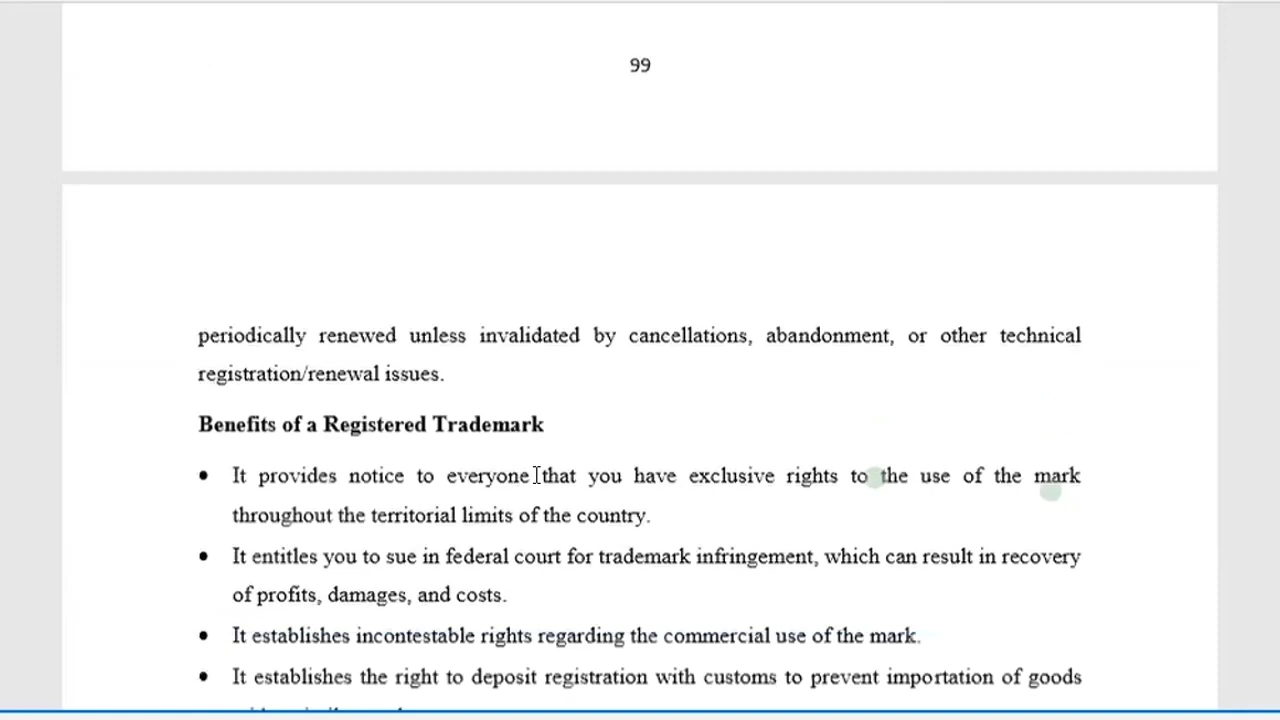 99
periodically renewed unless invalidated by cancellations, abandonment, or other technical
registration/renewal issues.
Benefits of a Registered Trademark
• It provides notice to everyone that you have exclusive rights to the use of the mark
throughout the territorial limits of the country.
• It entitles you to sue in federal court for trademark infringement, which can result in recovery
of profits, damages, and costs.
• It establishes incontestable rights regarding the commercial use of the mark.
• It establishes the right to deposit registration with customs to prevent importation of goods